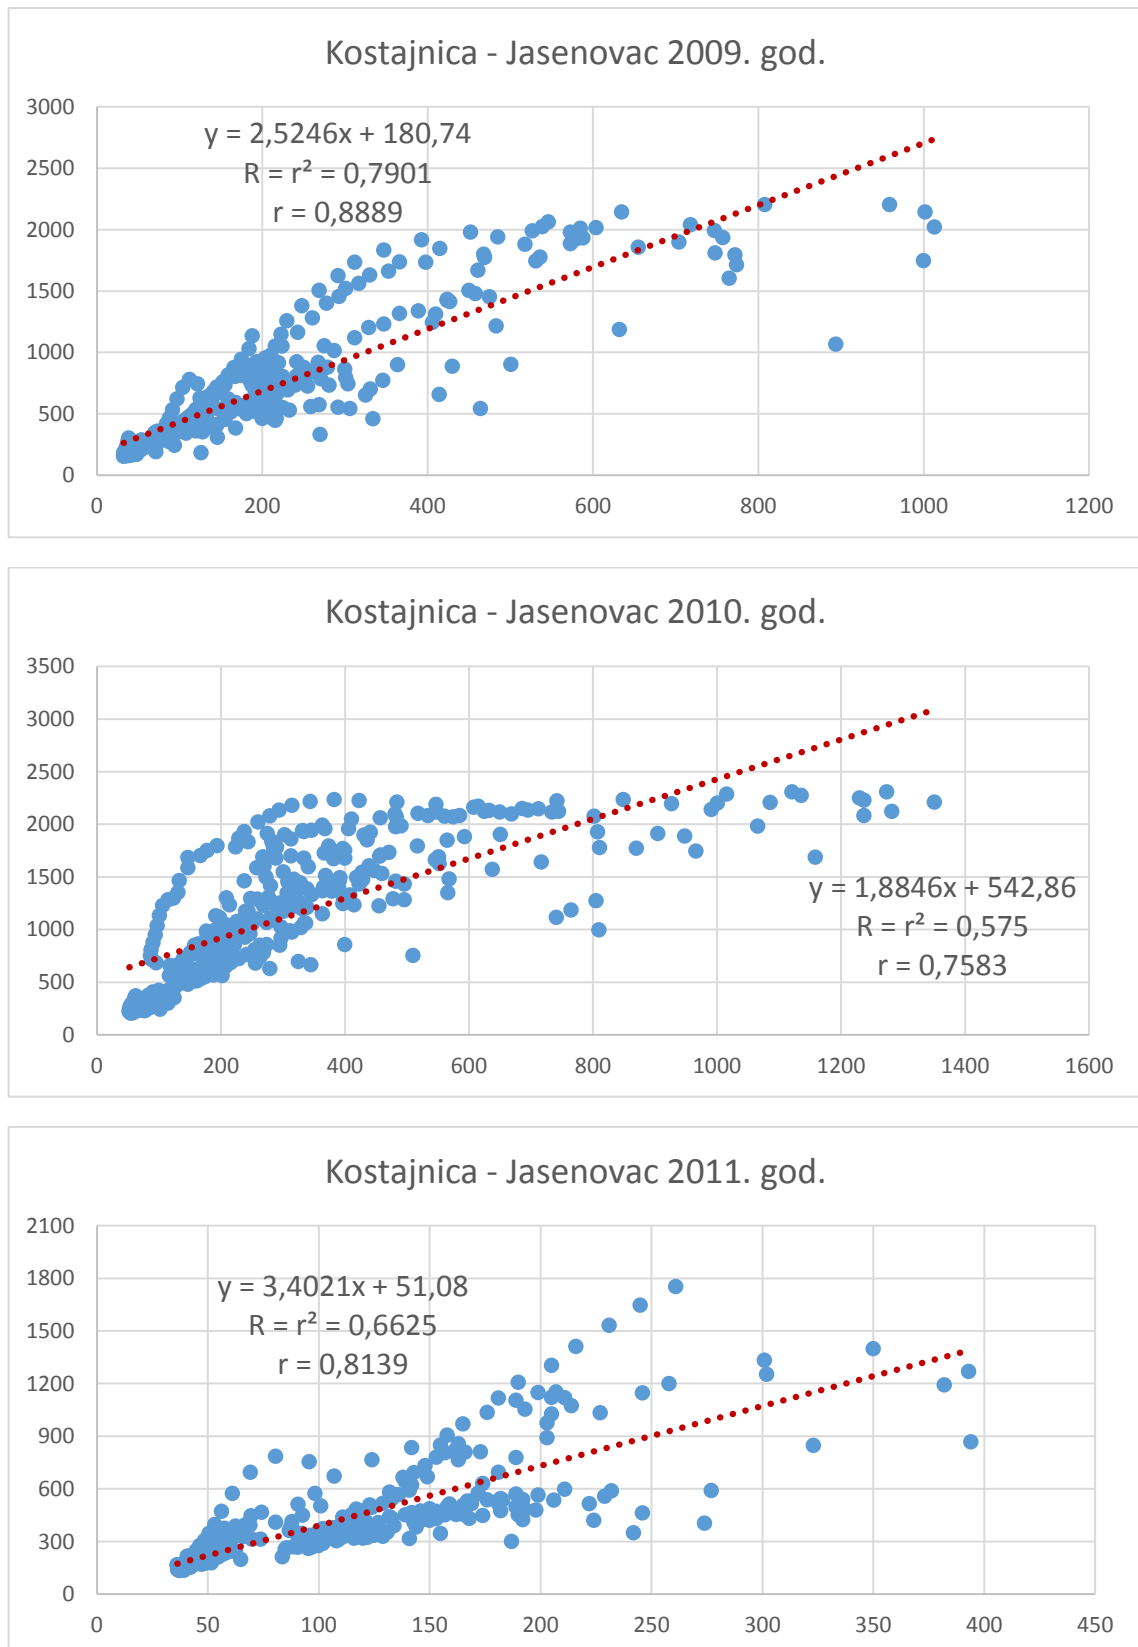 Kostajnica - Jasenovac 2009. god.
3000
2500
2000
1500
1000
500
0
y = 2,5246x + 180,74
R = r² = 0,7901
r = 0,8889
0 200 400 600 800 1000 1200
Kostajnica - Jasenovac 2010. god.
3500
3000
2500
2000
1500
1000
500
0
y = 1,8846x + 542,86
R = r² = 0,575
r = 0,7583
0 200 400 600 800 1000 1200 1400 1600
Kostajnica - Jasenovac 2011. god.
2100
1800
1500
1200
900
600
300
0
y = 3,4021x + 51,08
R = r² = 0,6625
r = 0,8139
0 50 100 150 200 250 300 350 400 450